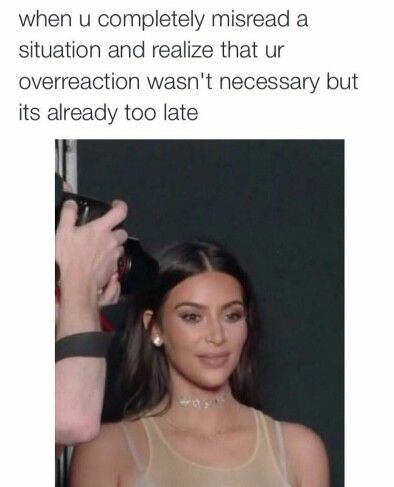 when u completely misread a
situation and realize that ur
overreaction wasn't necessary but
its already too late